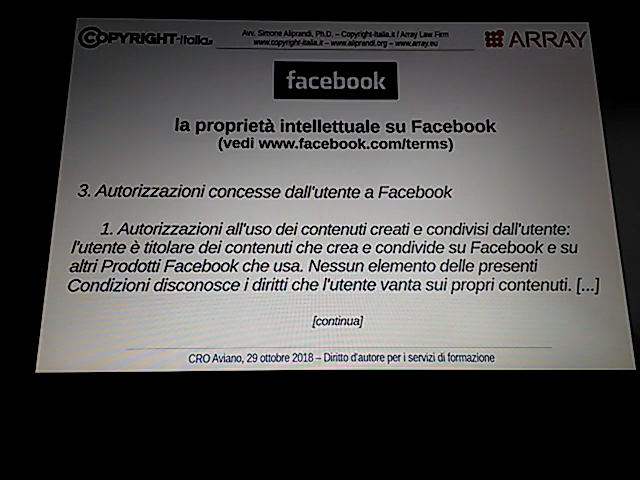 COPYRIGHT-Italia.it
Avv. Simone Aliprandi, Ph.D. – Copyright-Italia.it / Array Law Firm
www.copyright-italia.it – www.aliprandi.org – www.array.eu
ARRAY
facebook
la proprietà intellettuale su Facebook
(vedi www.facebook.com/terms)
3. Autorizzazioni concesse dall'utente a Facebook
1. Autorizzazioni all'uso dei contenuti creati e condivisi dall'utente:
l'utente è titolare dei contenuti che crea e condivide su Facebook e su
altri Prodotti Facebook che usa. Nessun elemento delle presenti
Condizioni disconosce i diritti che l'utente vanta sui propri contenuti. [...]
[continua]
CRO Aviano, 29 ottobre 2018 – Diritto d'autore per i servizi di formazione